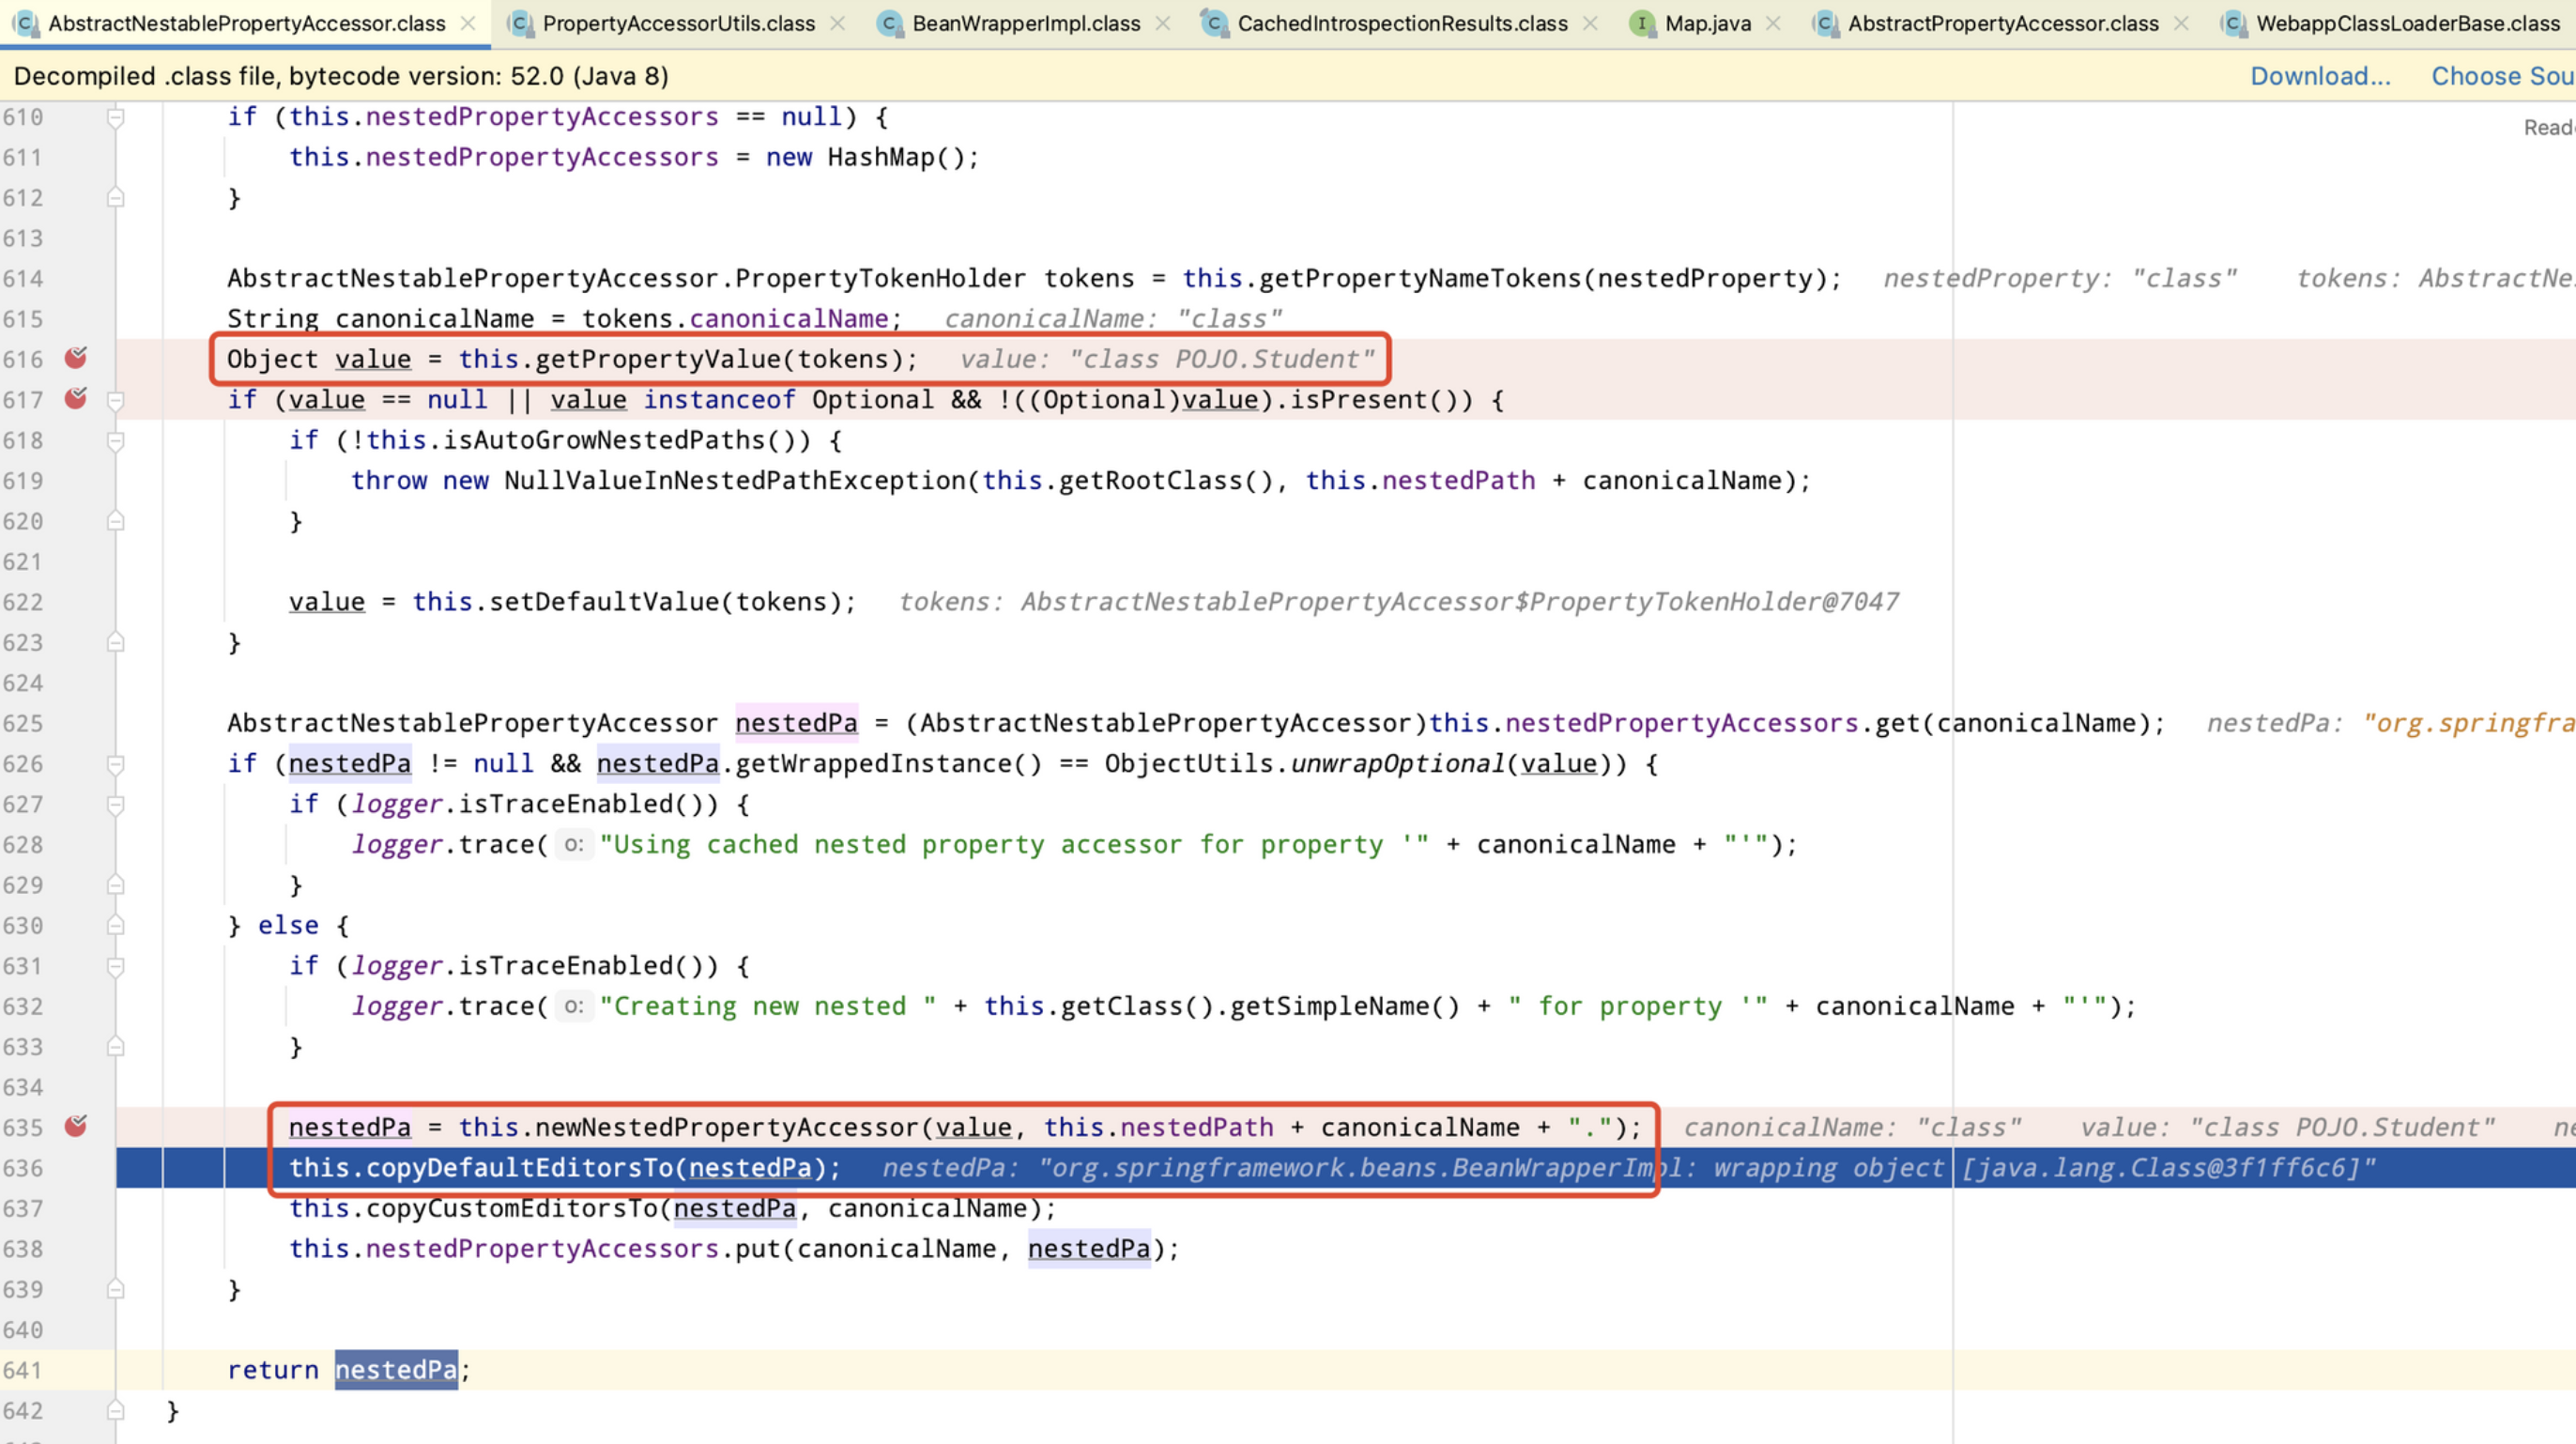 AbstractNestablePropertyAccessor.class PropertyAccessorUtils.class BeanWrapperImpl.class CachedIntrospectionResults.class Map.java AbstractPropertyAccessor.class WebappClassLoaderBase.class
Decompiled .class file, bytecode version: 52.0 (Java 8) Download... Choose Sou
610 if (this.nestedPropertyAccessors == null) {
Read
611 this.nestedPropertyAccessors = new HashMap();
612 }
613
614 AbstractNestablePropertyAccessor.PropertyTokenHolder tokens = this.getPropertyNameTokens(nestedProperty); nestedProperty: "class" tokens: AbstractNe
615 String canonicalName = tokens.canonicalName; canonicalName: "class"
616 Object value = this.getPropertyValue(tokens); value: "class POJO.Student"
617 if (value == null || value instanceof Optional && !((Optional)value).isPresent()) {
618 if (!this.isAutoGrowNestedPaths()) {
619 throw new NullValueInNestedPathException(this.getRootClass(), this.nestedPath + canonicalName);
620 }
621
622 value = this.setDefaultValue(tokens); tokens: AbstractNestablePropertyAccessor$PropertyTokenHolder@7047
623 }
624
625 AbstractNestablePropertyAccessor nestedPa = (AbstractNestablePropertyAccessor)this.nestedPropertyAccessors.get(canonicalName); nestedPa: "org.springfra
626 if (nestedPa != null && nestedPa.getWrappedInstance() == ObjectUtils.unwrapOptional(value)) {
627 if (logger.isTraceEnabled()) {
628 logger.trace( o: "Using cached nested property accessor for property '" + canonicalName + "'");
629 }
630 } else {
631 if (logger.isTraceEnabled()) {
632 logger.trace( o: "Creating new nested " + this.getClass().getSimpleName() + " for property '" + canonicalName + "'");
633 }
634
635 nestedPa = this.newNestedPropertyAccessor(value, this.nestedPath + canonicalName + "."); canonicalName: "class" value: "class POJO.Student" ne
636 this.copyDefaultEditorsTo(nestedPa); nestedPa: "org.springframework.beans.BeanWrapperImpl: wrapping object [java.lang.Class@3f1ff6c6]"
637 this.copyCustomEditorsTo(nestedPa, canonicalName);
638 this.nestedPropertyAccessors.put(canonicalName, nestedPa);
639 }
640
641 return nestedPa;
642 }